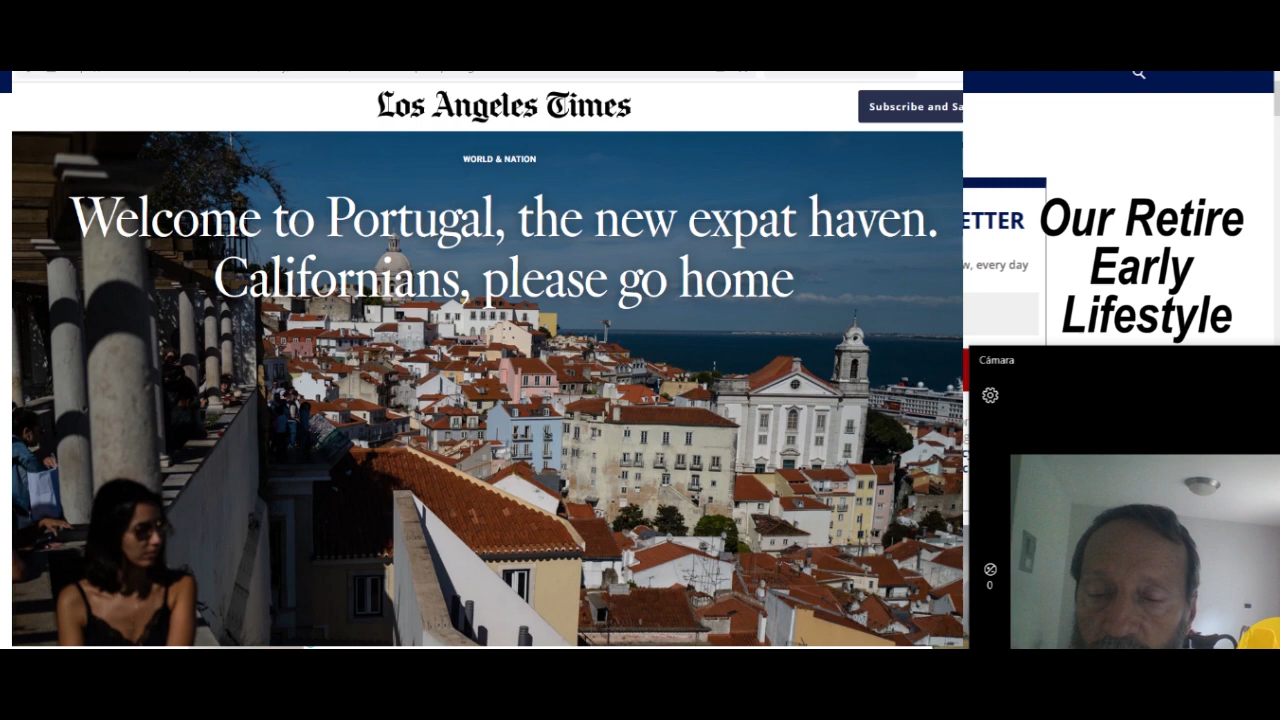 Los Angeles Times
Subscribe and Sa
WORLD & NATION
Welcome to Portugal, the new expat haven.
Californians, please go home
ETTER
w, every day
Our Retire
Early
Lifestyle
Cámara
0